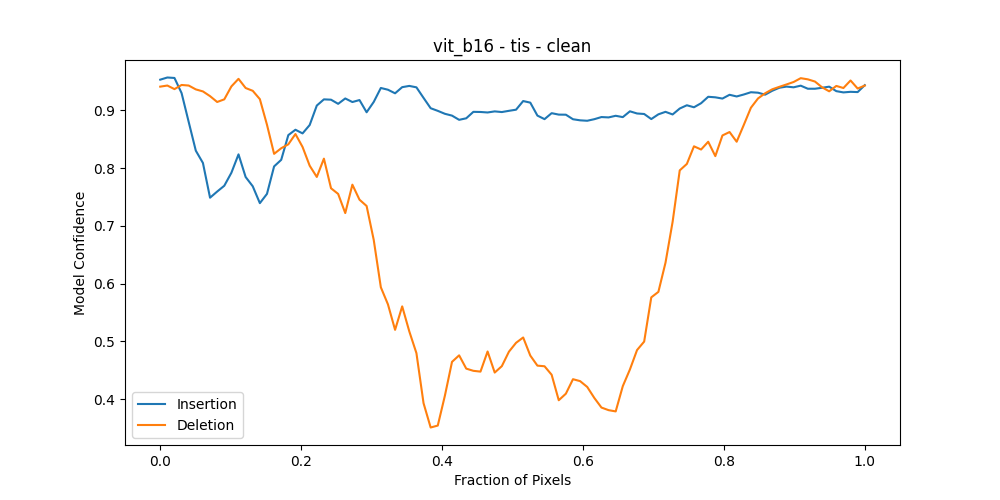 vit_b16 - tis - clean
Model Confidence
0.9
0.8
0.7
0.6
0.5
0.4
Insertion
Deletion
0.0 0.2 0.4 0.6 0.8 1.0
Fraction of Pixels